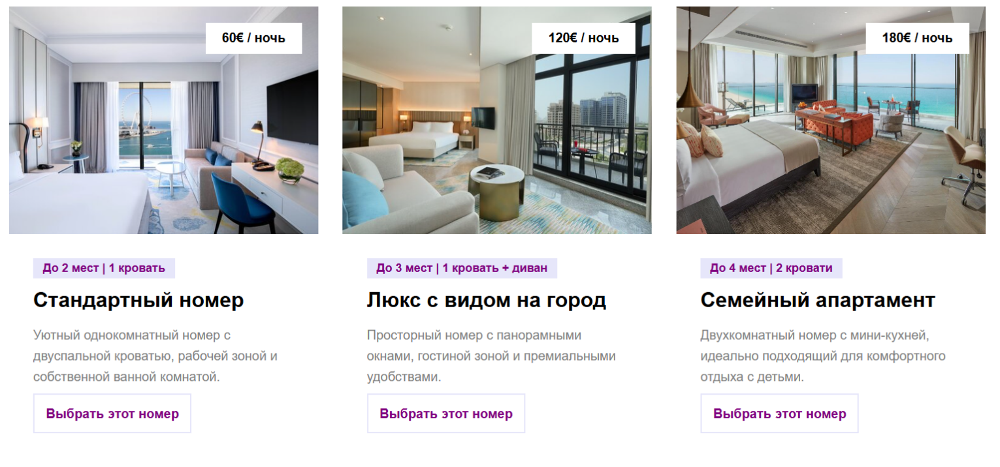 60€ / ночь
До 2 мест | 1 кровать
Стандартный номер
Уютный однокомнатный номер с
двуспальной кроватью, рабочей зоной и
собственной ванной комнатой.
Выбрать этот номер
120€ / ночь
До 3 мест | 1 кровать + диван
Люкс с видом на город
Просторный номер с панорамными
окнами, гостиной зоной и премиальными
удобствами.
Выбрать этот номер
180€ / ночь
До 4 мест | 2 кровати
Семейный апартамент
Двухкомнатный номер с мини-кухней,
идеально подходящий для комфортного
отдыха с детьми.
Выбрать этот номер